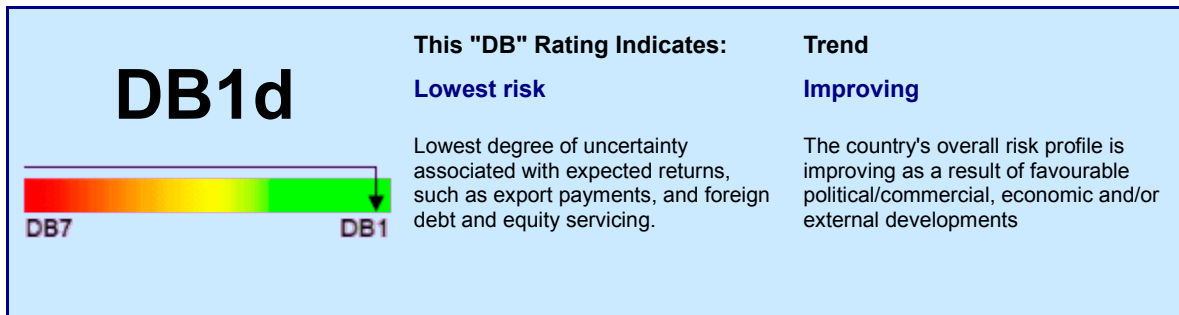 DB1d
DB7
DB1
This "DB" Rating Indicates:
Lowest risk
Lowest degree of uncertainty
associated with expected returns,
such as export payments, and foreign
debt and equity servicing.
Trend
Improving
The country's overall risk profile is
improving as a result of favourable
political/commercial, economic and/or
external developments